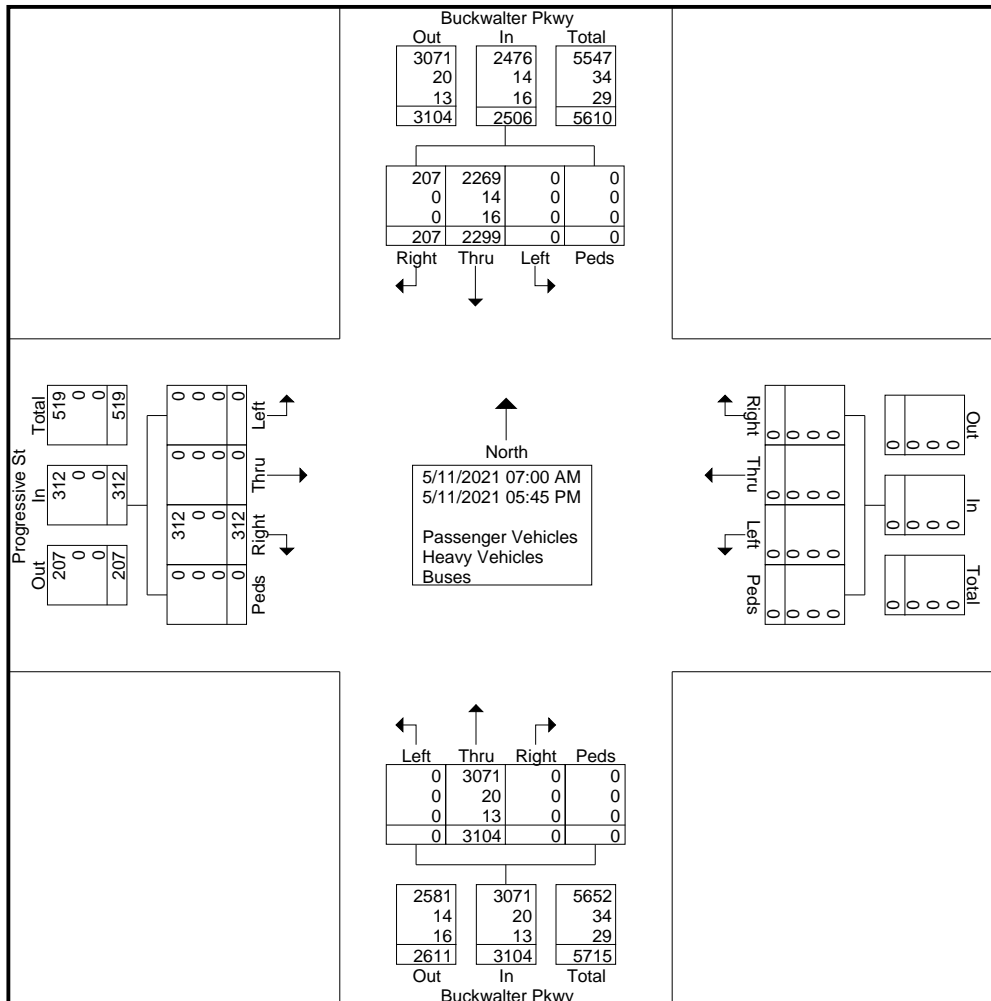 Buckwalter Pkwy
Out In Total
3071 2476 5547
20 14 34
13 16 29
3104 2506 5610
207 2269 0 0
0 14 0 0
0 16 0 0
207 2299 0 0
Right Thru Left Peds
Progressive St
Total In Out
519 312 207
0 0 0
0 0 0
519 312 207
0 0 312 0
0 0 0 0
0 0 0 0
0 0 312 0
Left Thru Right Peds
North
5/11/2021 07:00 AM
5/11/2021 05:45 PM
Passenger Vehicles
Heavy Vehicles
Buses
Right Thru Left Peds
0 0 0 0
0 0 0 0
0 0 0 0
0 0 0 0
Out In Total
0 0 0
0 0 0
0 0 0
0 0 0
Left Thru Right Peds
0 3071 0 0
0 20 0 0
0 13 0 0
0 3104 0 0
2581 3071 5652
14 20 34
16 13 29
2611 3104 5715
Out In Total
Buckwalter Pkwy